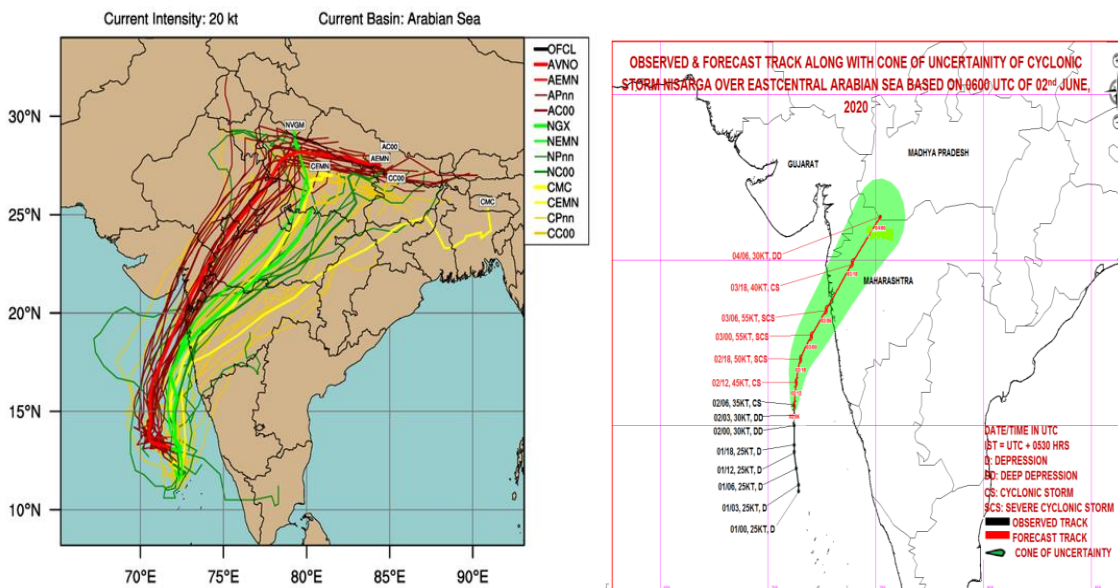 Current Intensity: 20 kt
Current Basin: Arabian Sea
OFCL
AVNO
AEMN
APnn
AC00
NGX
NEMN
NPnn
NC00
CMC
CEMN
CPnn
CC00
30°N
25°N
20°N
15°N
10°N
70°E
75°E
80°E
85°E
90°E
NVGM
AC00
CEMN
AEMN
CC00
CMC
OBSERVED & FORECAST TRACK ALONG WITH CONE OF UNCERTAINITY OF CYCLONIC
STORM NISARGA OVER EASTCENTRAL ARABIAN SEA BASED ON 0600 UTC OF 02nd JUNE,
2020
GUJARAT
MADHYA PRADESH
MAHARASHTRA
04/06, 30KT, DD
03/18, 40KT, CS
03/06, 55KT, SCS
03/00, 55KT, SCS
02/18, 50KT, SCS
02/12, 45KT, CS
02/06, 35KT, CS
02/03, 30KT, DD
02/00, 30KT, DD
01/18, 25KT, D
01/12, 25KT, D
01/06, 25KT, D
01/03, 25KT, D
01/00, 25KT, D
DATE/TIME IN UTC
IST = UTC + 0530 HRS
D: DEPRESSION
DD: DEEP DEPRESSION
CS: CYCLONIC STORM
SCS: SEVERE CYCLONIC STORM
OBSERVED TRACK
FORECAST TRACK
CONE OF UNCERTAINTY